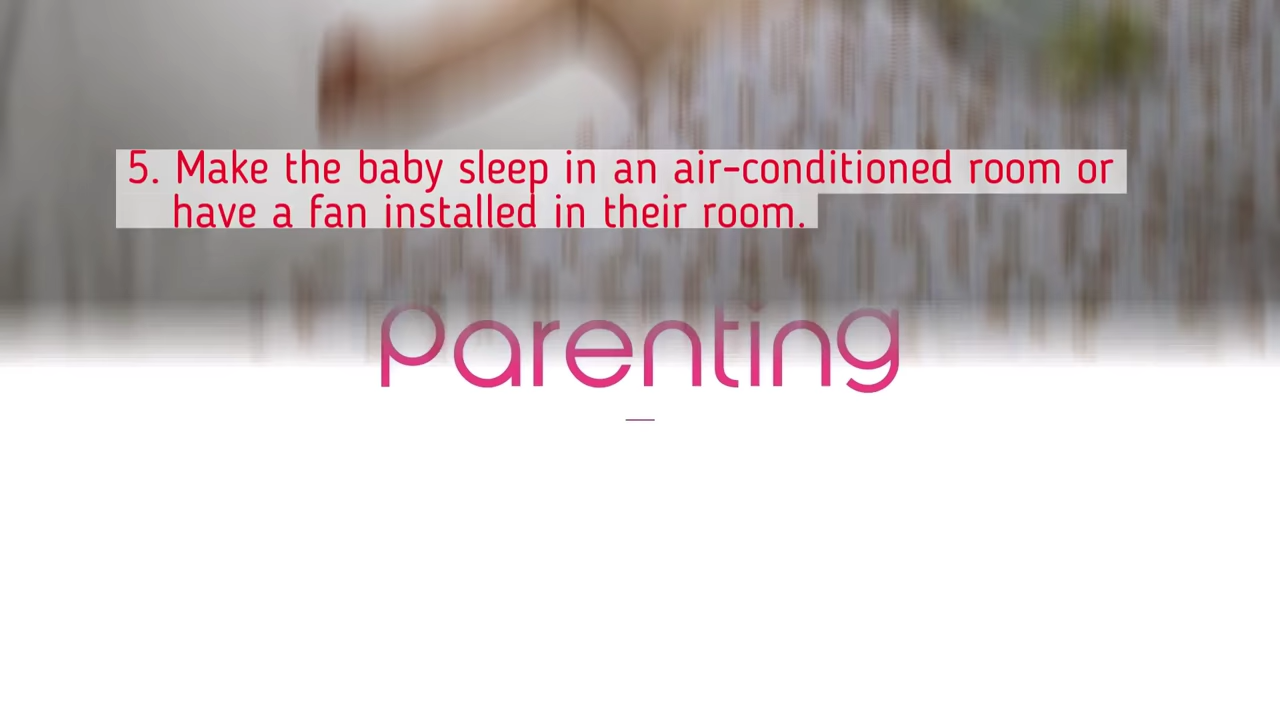 5. Make the baby sleep in an air-conditioned room or
have a fan installed in their room.
Parenting